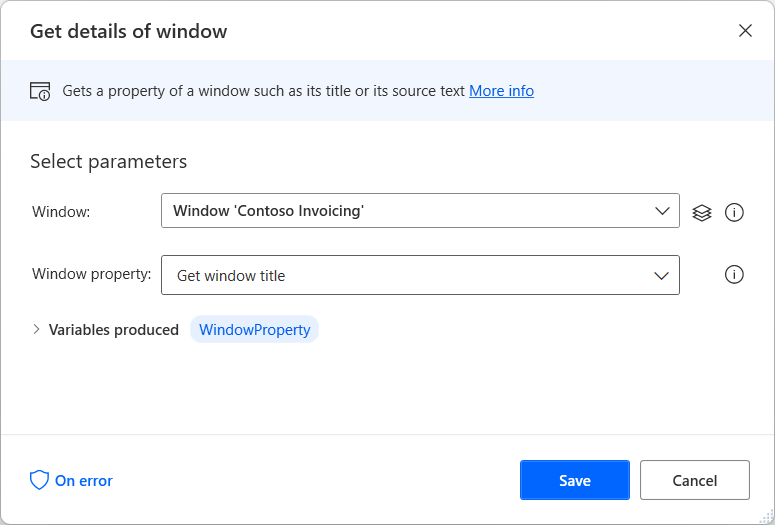 Get details of window
Gets a property of a window such as its title or its source text More info
Select parameters
Window: Window 'Contoso Invoicing'
Window property: Get window title
Variables produced WindowProperty
On error Save Cancel